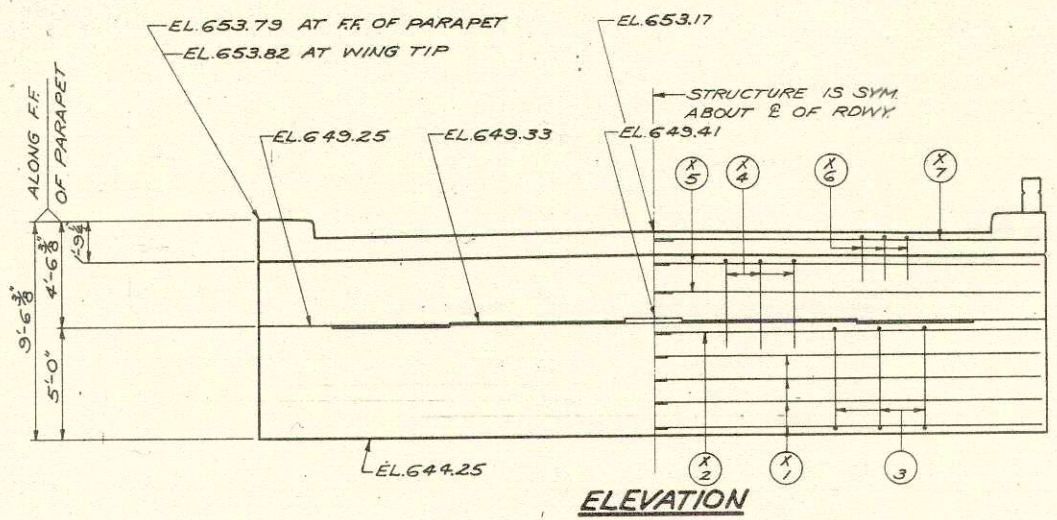 EL.653.79 AT F.F. OF PARAPET
EL.653.82 AT WING TIP
EL.653.17
STRUCTURE IS SYM.
ABOUT ℄ OF RDWY.
ALONG F.F.
OF PARAPET
EL.649.25
EL.649.33
EL.649.41
X
5
X
4
X
6
X
7
1'-9¼"
4'-6⅜"
9'-6⅜"
5'-0"
EL.644.25
X
2
X
1
3
ELEVATION